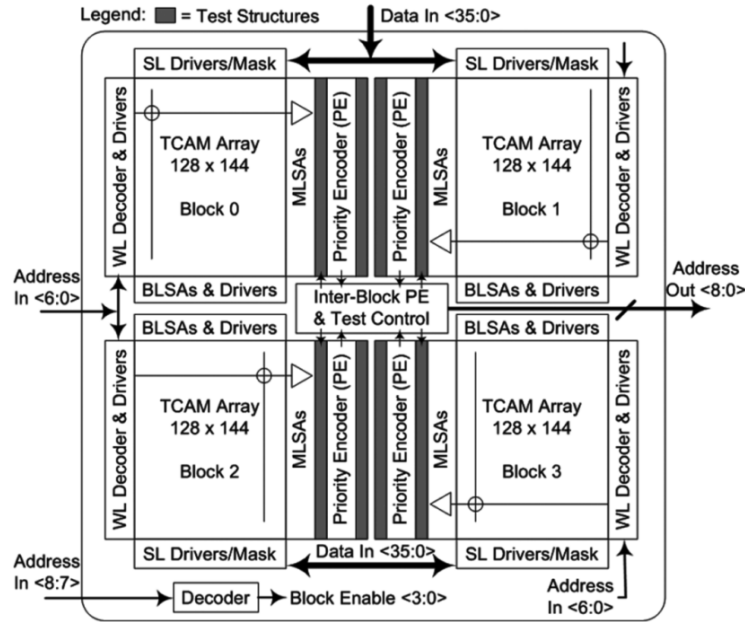 Legend: = Test Structures
Data In <35:0>
SL Drivers/Mask
SL Drivers/Mask
WL Decoder & Drivers
TCAM Array
128 x 144
Block 0
MLSAs
Priority Encoder (PE)
Priority Encoder (PE)
MLSAs
TCAM Array
128 x 144
Block 1
WL Decoder & Drivers
Address
In <6:0>
BLSAs & Drivers
Inter-Block PE
& Test Control
BLSAs & Drivers
Address
Out <8:0>
BLSAs & Drivers
BLSAs & Drivers
WL Decoder & Drivers
TCAM Array
128 x 144
Block 2
MLSAs
Priority Encoder (PE)
Priority Encoder (PE)
MLSAs
TCAM Array
128 x 144
Block 3
WL Decoder & Drivers
SL Drivers/Mask
Data In <35:0>
SL Drivers/Mask
Address
In <8:7>
Decoder
Block Enable <3:0>
Address
In <6:0>